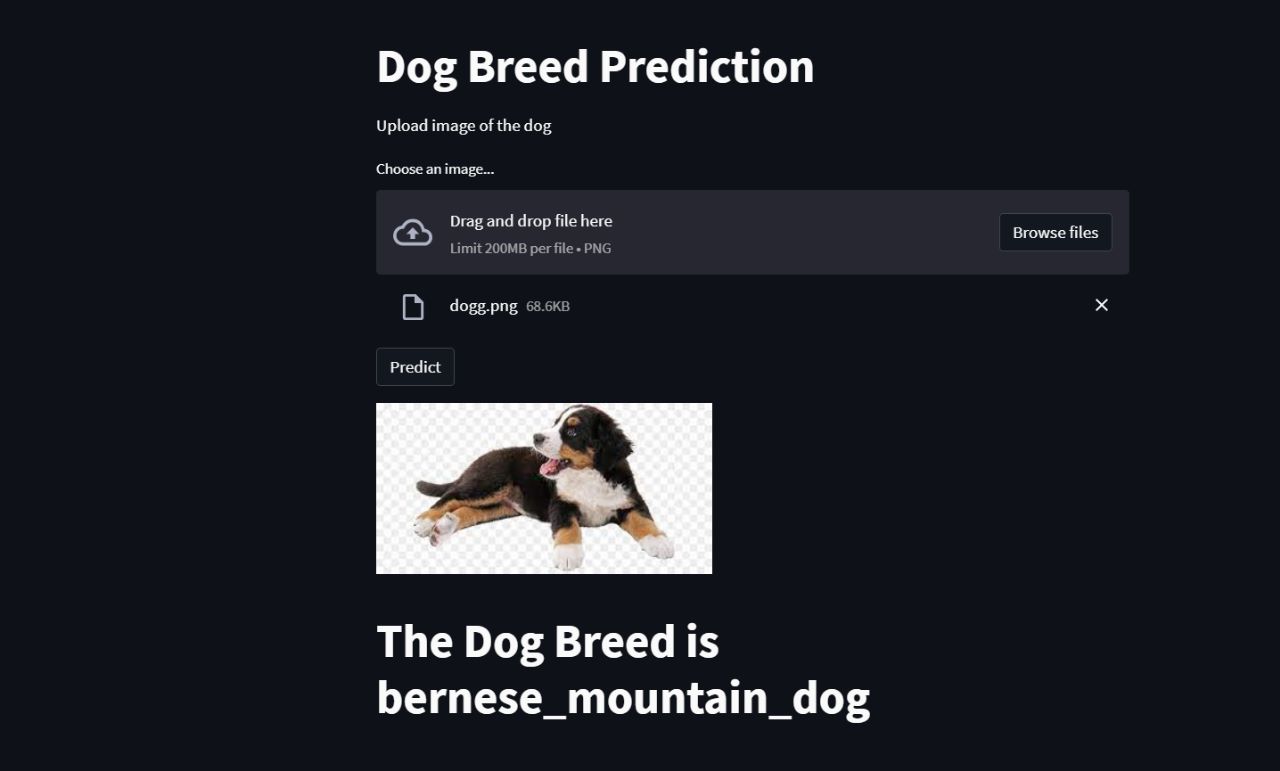 Dog Breed Prediction
Upload image of the dog
Choose an image...
Drag and drop file here
Limit 200MB per file • PNG
Browse files
dogg.png 68.6KB
Predict
The Dog Breed is
bernese_mountain_dog